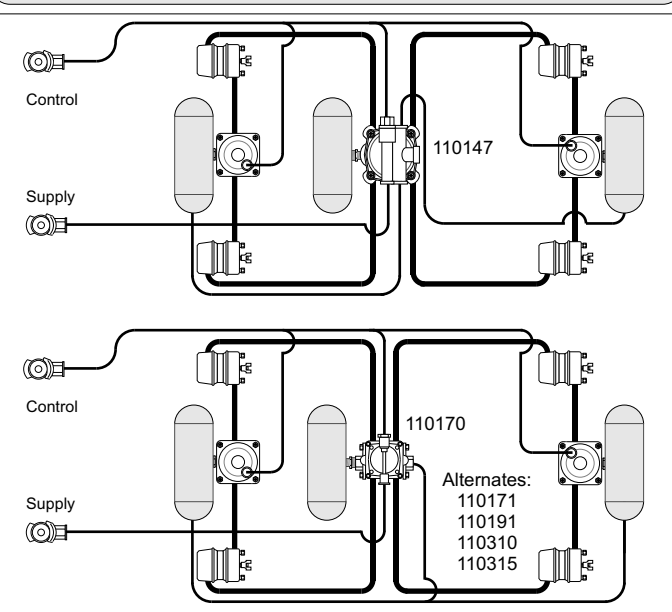 Control
110147
Supply
Control
110170
Alternates:
110171
110191
110310
110315
Supply